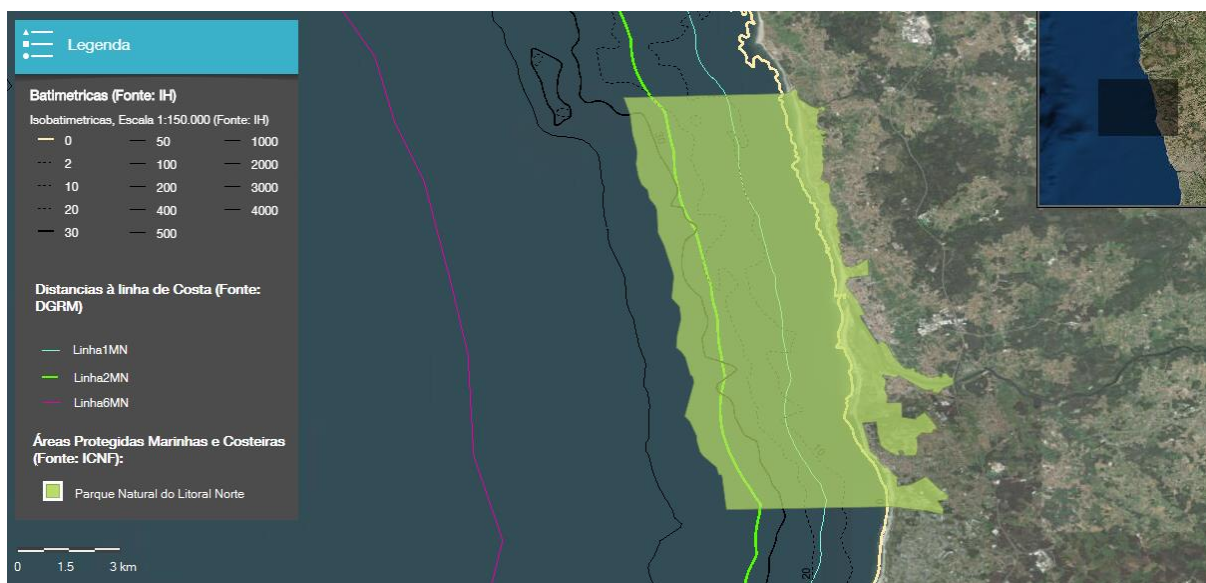 Legenda
Batimetricas (Fonte: IH)
Isobatimetricas, Escala 1:150.000 (Fonte: IH)
0 50 1000
2 100 2000
10 200 3000
20 400 4000
30 500
Distancias à linha de Costa (Fonte:
DGRM)
Linha1MN
Linha2MN
Linha6MN
Áreas Protegidas Marinhas e Costeiras
(Fonte: ICNF):
Parque Natural do Litoral Norte
0 1.5 3 km
10
20